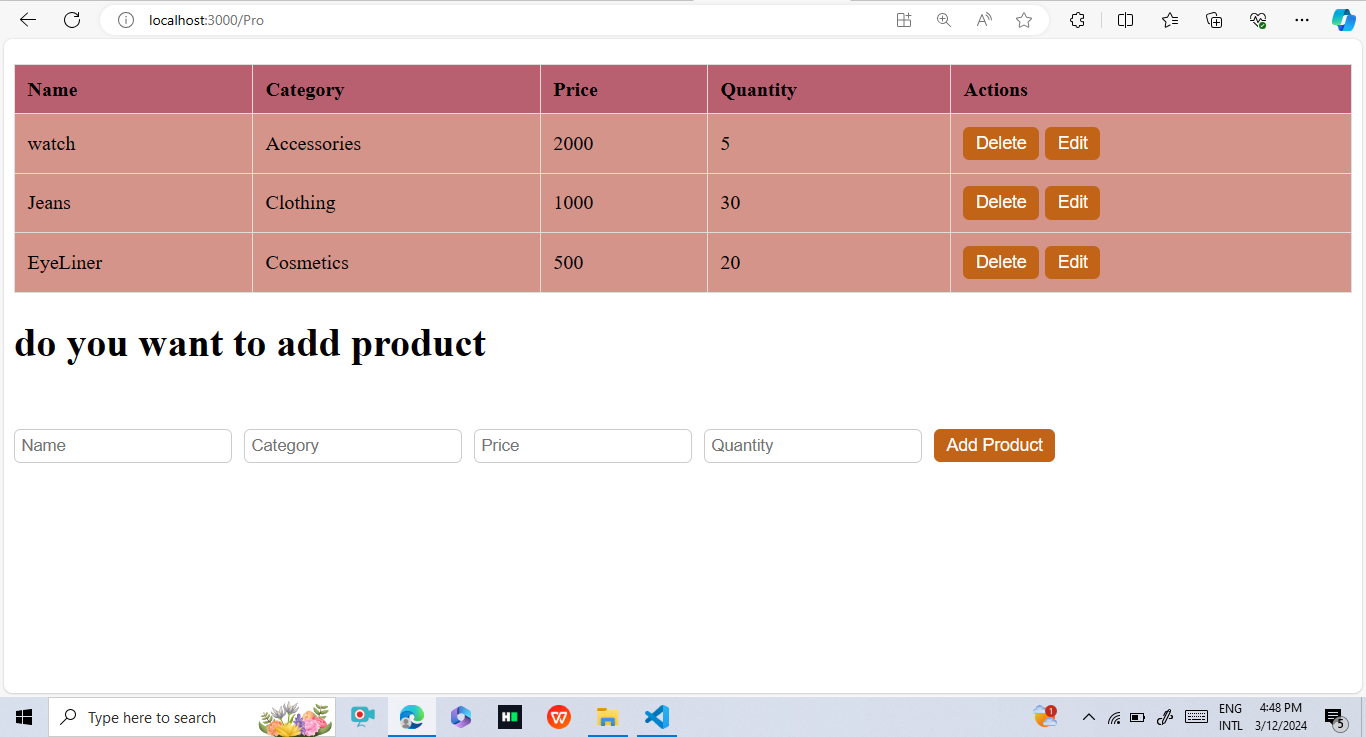 localhost:3000/Pro
Name Category Price Quantity Actions
watch Accessories 2000 5 Delete Edit
Jeans Clothing 1000 30 Delete Edit
EyeLiner Cosmetics 500 20 Delete Edit
do you want to add product
Name Category Price Quantity Add Product
Type here to search
1
ENG 4:48 PM
INTL 3/12/2024
5